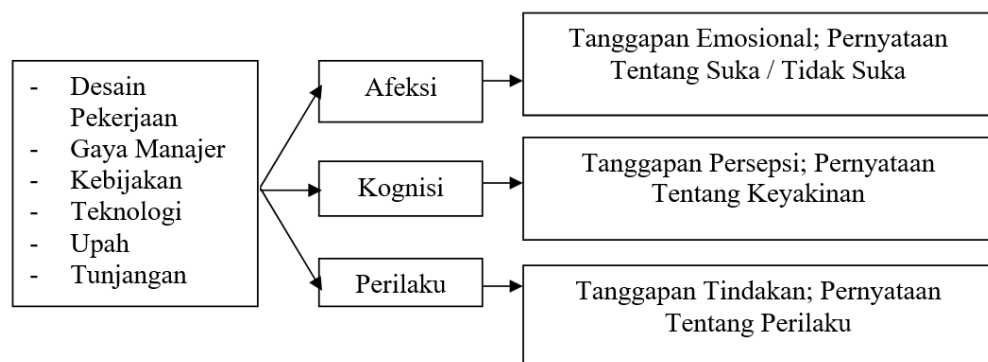 - Desain
Pekerjaan
- Gaya Manajer
- Kebijakan
- Teknologi
- Upah
- Tunjangan
Afeksi
Tanggapan Emosional; Pernyataan
Tentang Suka / Tidak Suka
Kognisi
Tanggapan Persepsi; Pernyataan
Tentang Keyakinan
Perilaku
Tanggapan Tindakan; Pernyataan
Tentang Perilaku